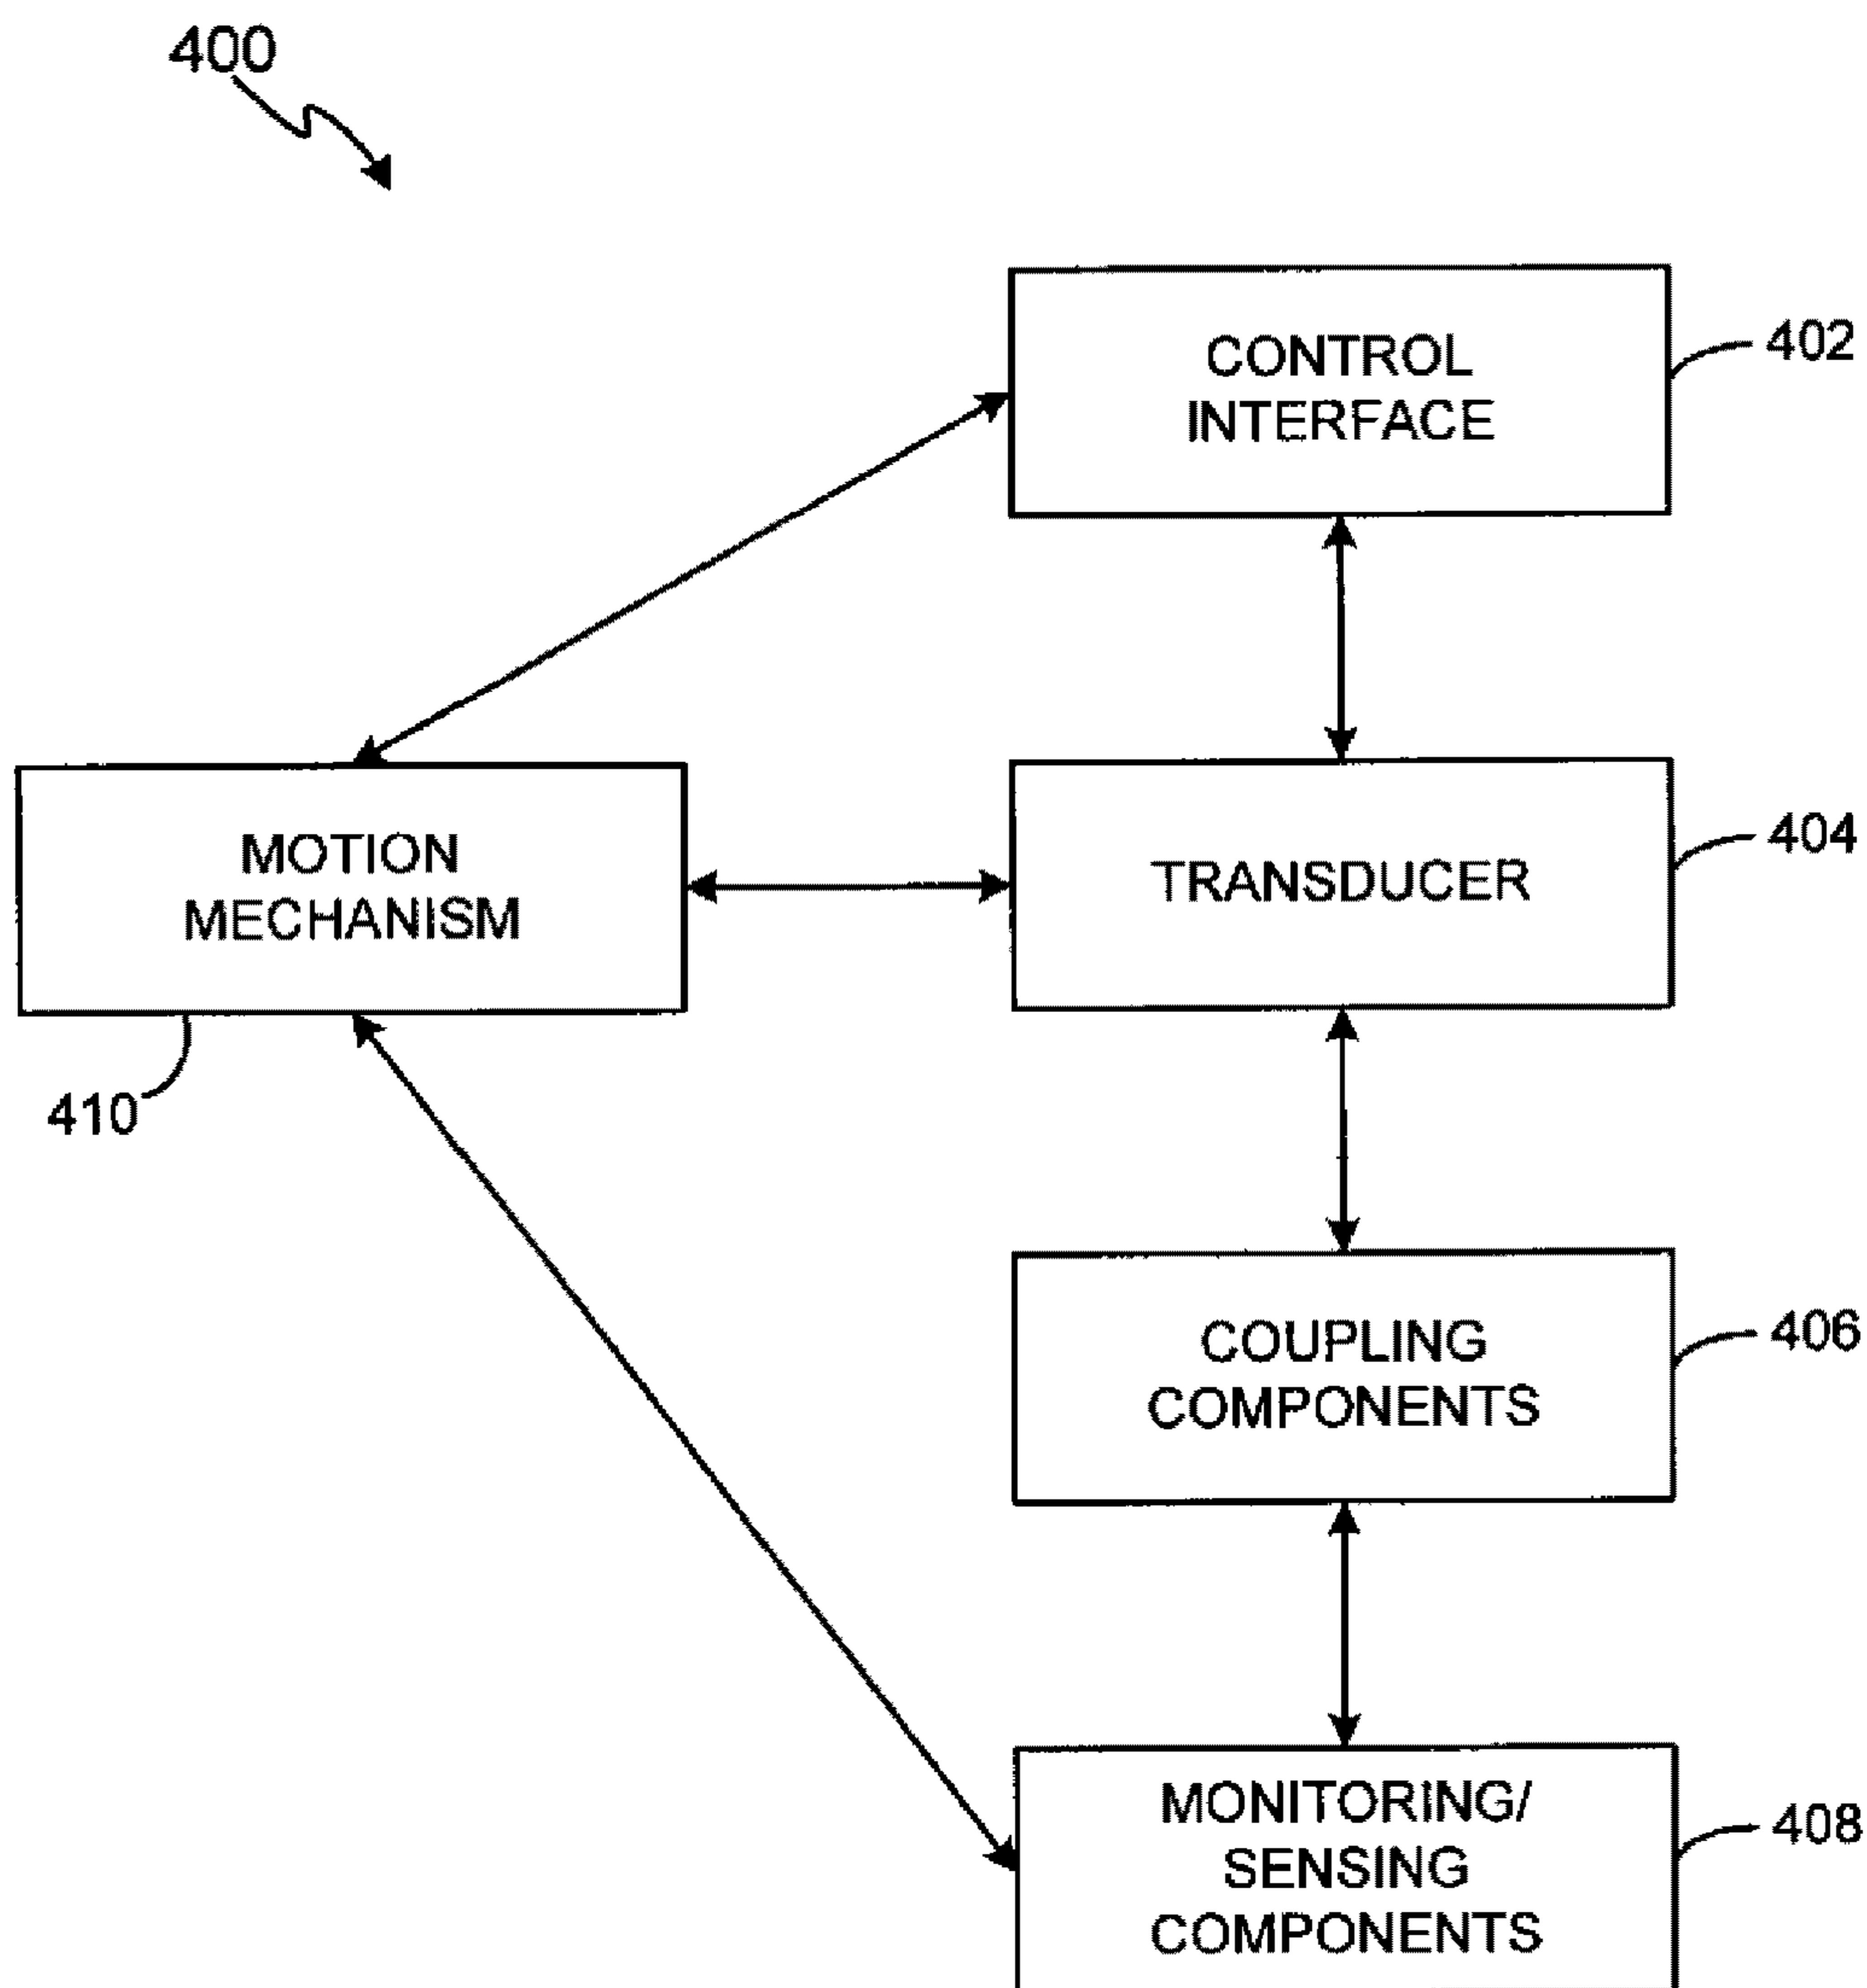 400
CONTROL
INTERFACE
402
MOTION
MECHANISM
410
TRANSDUCER
404
COUPLING
COMPONENTS
406
MONITORING/
SENSING
COMPONENTS
408